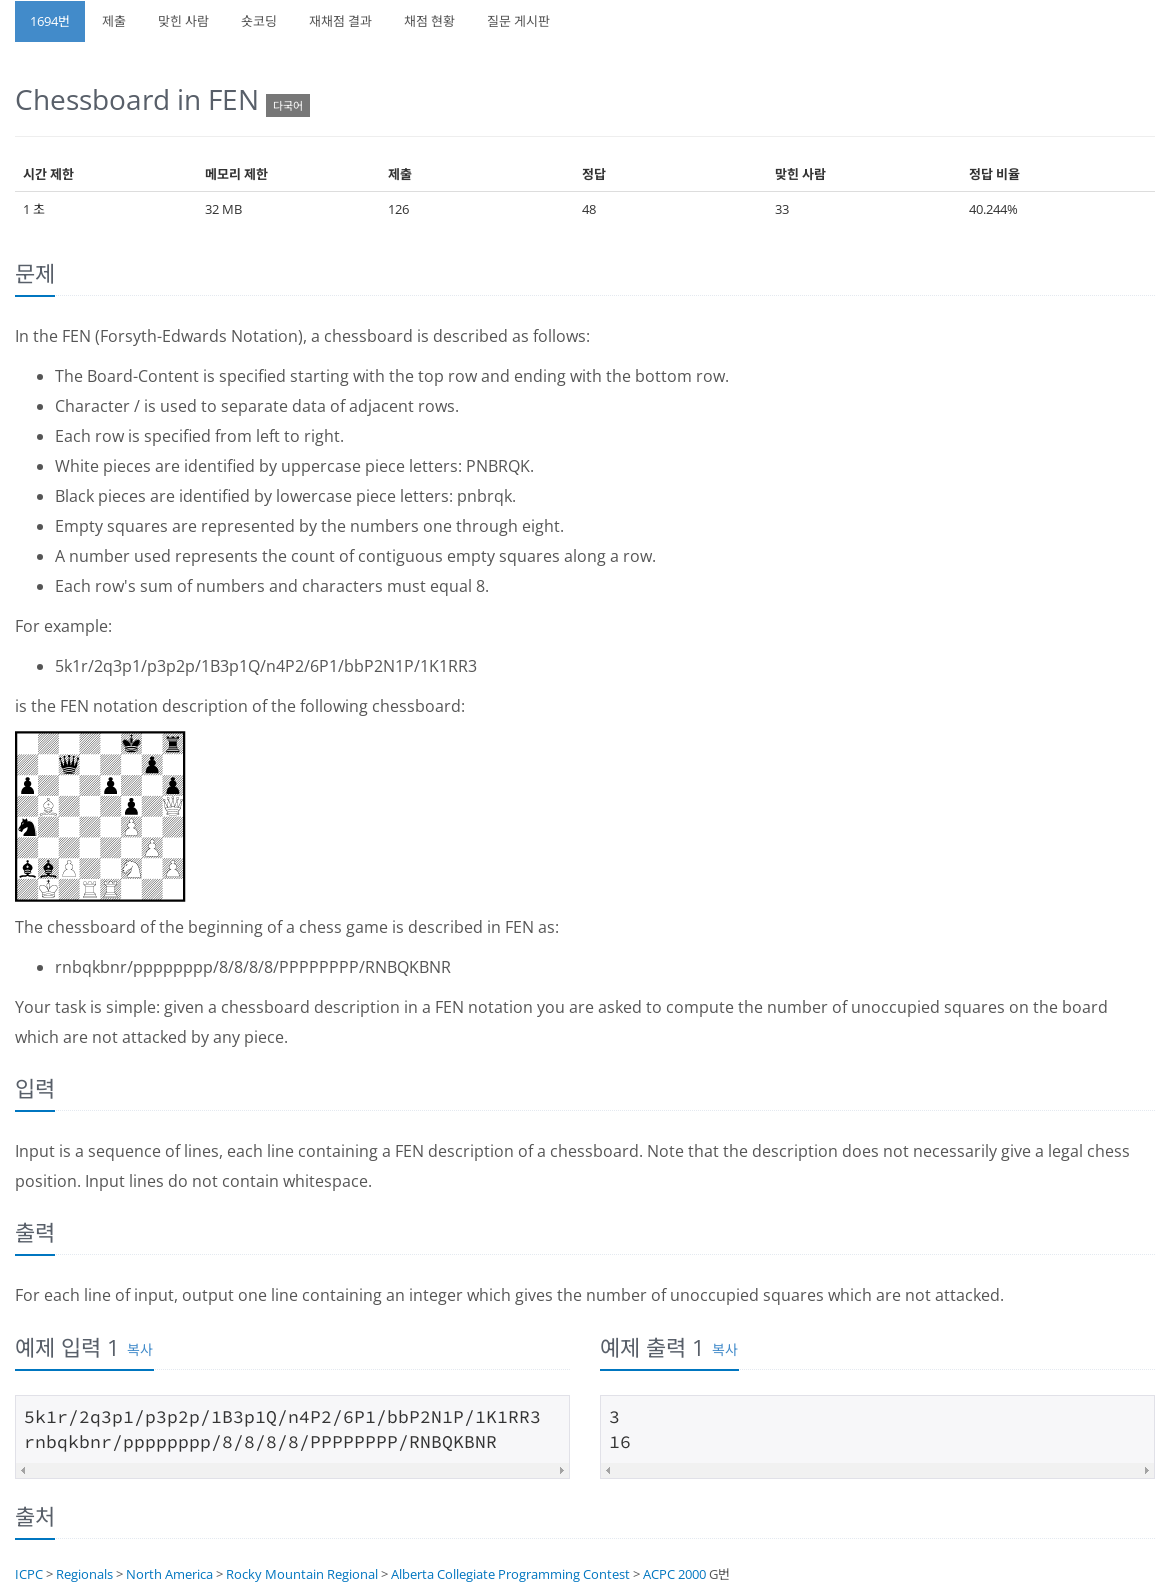 1694번 제출 맞힌 사람 숏코딩 재채점 결과 채점 현황 질문 게시판
Chessboard in FEN 다국어
시간 제한 메모리 제한 제출 정답 맞힌 사람 정답 비율
1 초 32 MB 126 48 33 40.244%
문제
In the FEN (Forsyth-Edwards Notation), a chessboard is described as follows:
The Board-Content is specified starting with the top row and ending with the bottom row.
Character / is used to separate data of adjacent rows.
Each row is specified from left to right.
White pieces are identified by uppercase piece letters: PNBRQK.
Black pieces are identified by lowercase piece letters: pnbrqk.
Empty squares are represented by the numbers one through eight.
A number used represents the count of contiguous empty squares along a row.
Each row's sum of numbers and characters must equal 8.
For example:
5k1r/2q3p1/p3p2p/1B3p1Q/n4P2/6P1/bbP2N1P/1K1RR3
is the FEN notation description of the following chessboard:
The chessboard of the beginning of a chess game is described in FEN as:
rnbqkbnr/pppppppp/8/8/8/8/PPPPPPPP/RNBQKBNR
Your task is simple: given a chessboard description in a FEN notation you are asked to compute the number of unoccupied squares on the board
which are not attacked by any piece.
입력
Input is a sequence of lines, each line containing a FEN description of a chessboard. Note that the description does not necessarily give a legal chess
position. Input lines do not contain whitespace.
출력
For each line of input, output one line containing an integer which gives the number of unoccupied squares which are not attacked.
예제 입력 1 복사
5k1r/2q3p1/p3p2p/1B3p1Q/n4P2/6P1/bbP2N1P/1K1RR3
rnbqkbnr/pppppppp/8/8/8/8/PPPPPPPP/RNBQKBNR
예제 출력 1 복사
3
16
출처
ICPC > Regionals > North America > Rocky Mountain Regional > Alberta Collegiate Programming Contest > ACPC 2000 G번